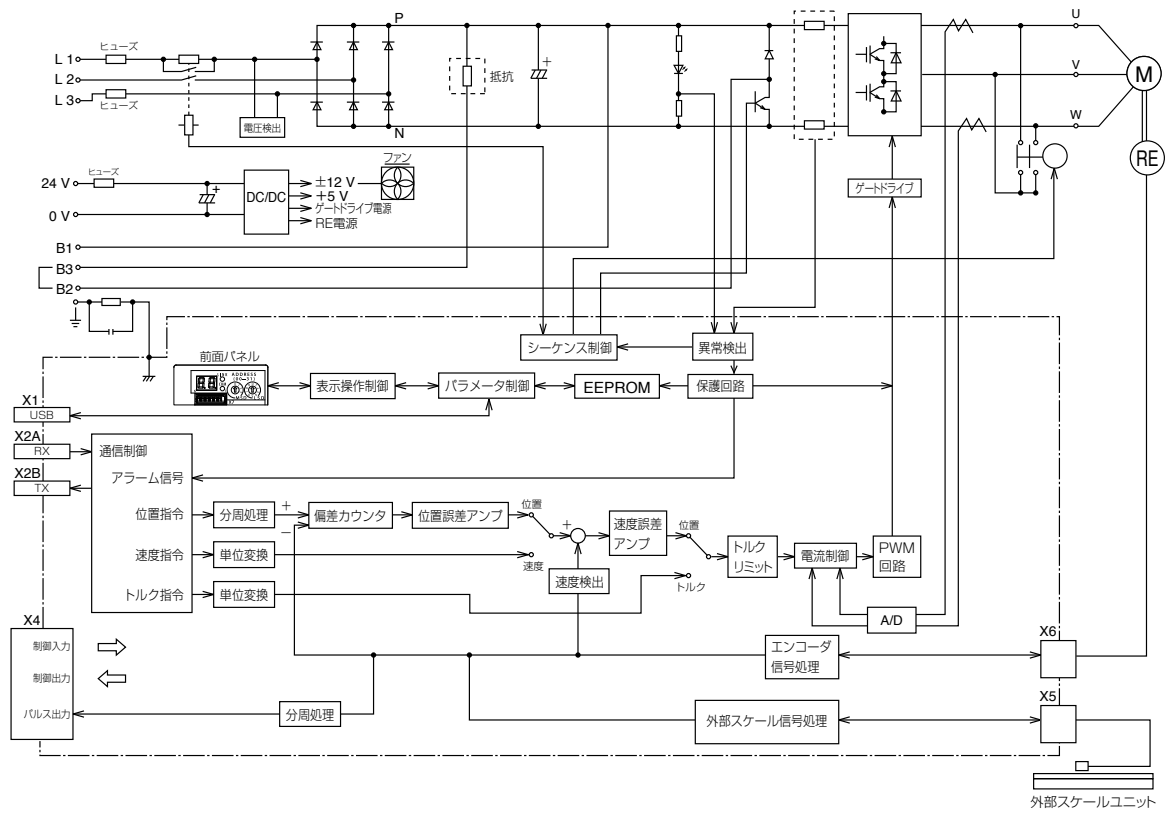 P
U
ヒューズ
L 1
L 2
L 3
ヒューズ
電圧検出
N
抵抗
V
W
M
RE
ヒューズ
24 V
0 V
DC/DC
±12 V
+5 V
ゲートドライブ電源
RE電源
ファン
ゲートドライブ
B1
B3
B2
シーケンス制御
異常検出
前面パネル
ADDRESS
表示操作制御
パラメータ制御
EEPROM
保護回路
X1
USB
X2A
RX
X2B
TX
通信制御
アラーム信号
位置指令
分周処理
+
−
偏差カウンタ
位置誤差アンプ
位置
速度
+
速度誤差
アンプ
位置
トルク
トルク
リミット
電流制御
PWM
回路
速度指令
単位変換
速度検出
トルク指令
単位変換
A/D
X4
制御入力
制御出力
パルス出力
分周処理
エンコーダ
信号処理
X6
外部スケール信号処理
X5
外部スケールユニット